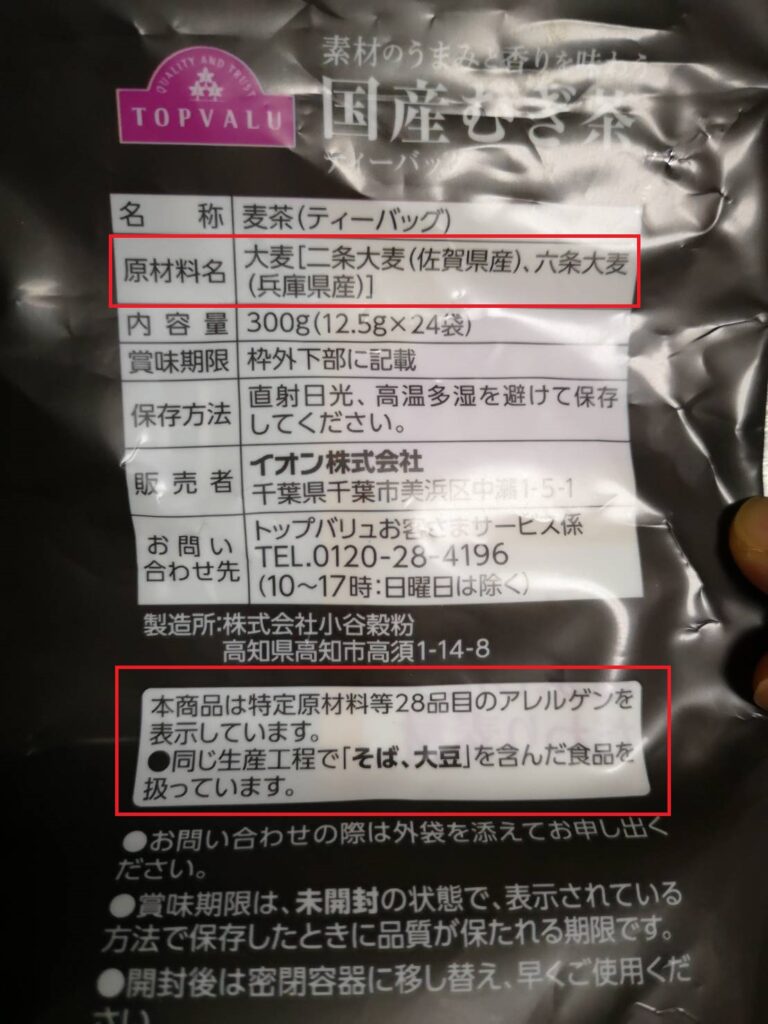 QUALITY AND TRUST
TOPVALU
素材のうまみと香りを味わう
国産むぎ茶
ティーバッグ
名称 麦茶(ティーバッグ)
原材料名 大麦[二条大麦(佐賀県産)、六条大麦
(兵庫県産)]
内容量 300g(12.5g×24袋)
賞味期限 枠外下部に記載
保存方法 直射日光、高温多湿を避けて保存
してください。
販売者 イオン株式会社
千葉県千葉市美浜区中瀬1-5-1
お問い
合わせ先
トップバリュお客さまサービス係
TEL.0120-28-4196
(10〜17時:日曜日は除く)
製造所:株式会社小谷穀粉
高知県高知市高須1-14-8
本商品は特定原材料等28品目のアレルゲンを
表示しています。
●同じ生産工程で「そば、大豆」を含んだ食品を
扱っています。
●お問い合わせの際は外袋を添えてお申し出く
ださい。
●賞味期限は、未開封の状態で、表示されている
方法で保存したときに品質が保たれる期限です。
●開封後は密閉容器に移し替え、早くご使用くだ
さい